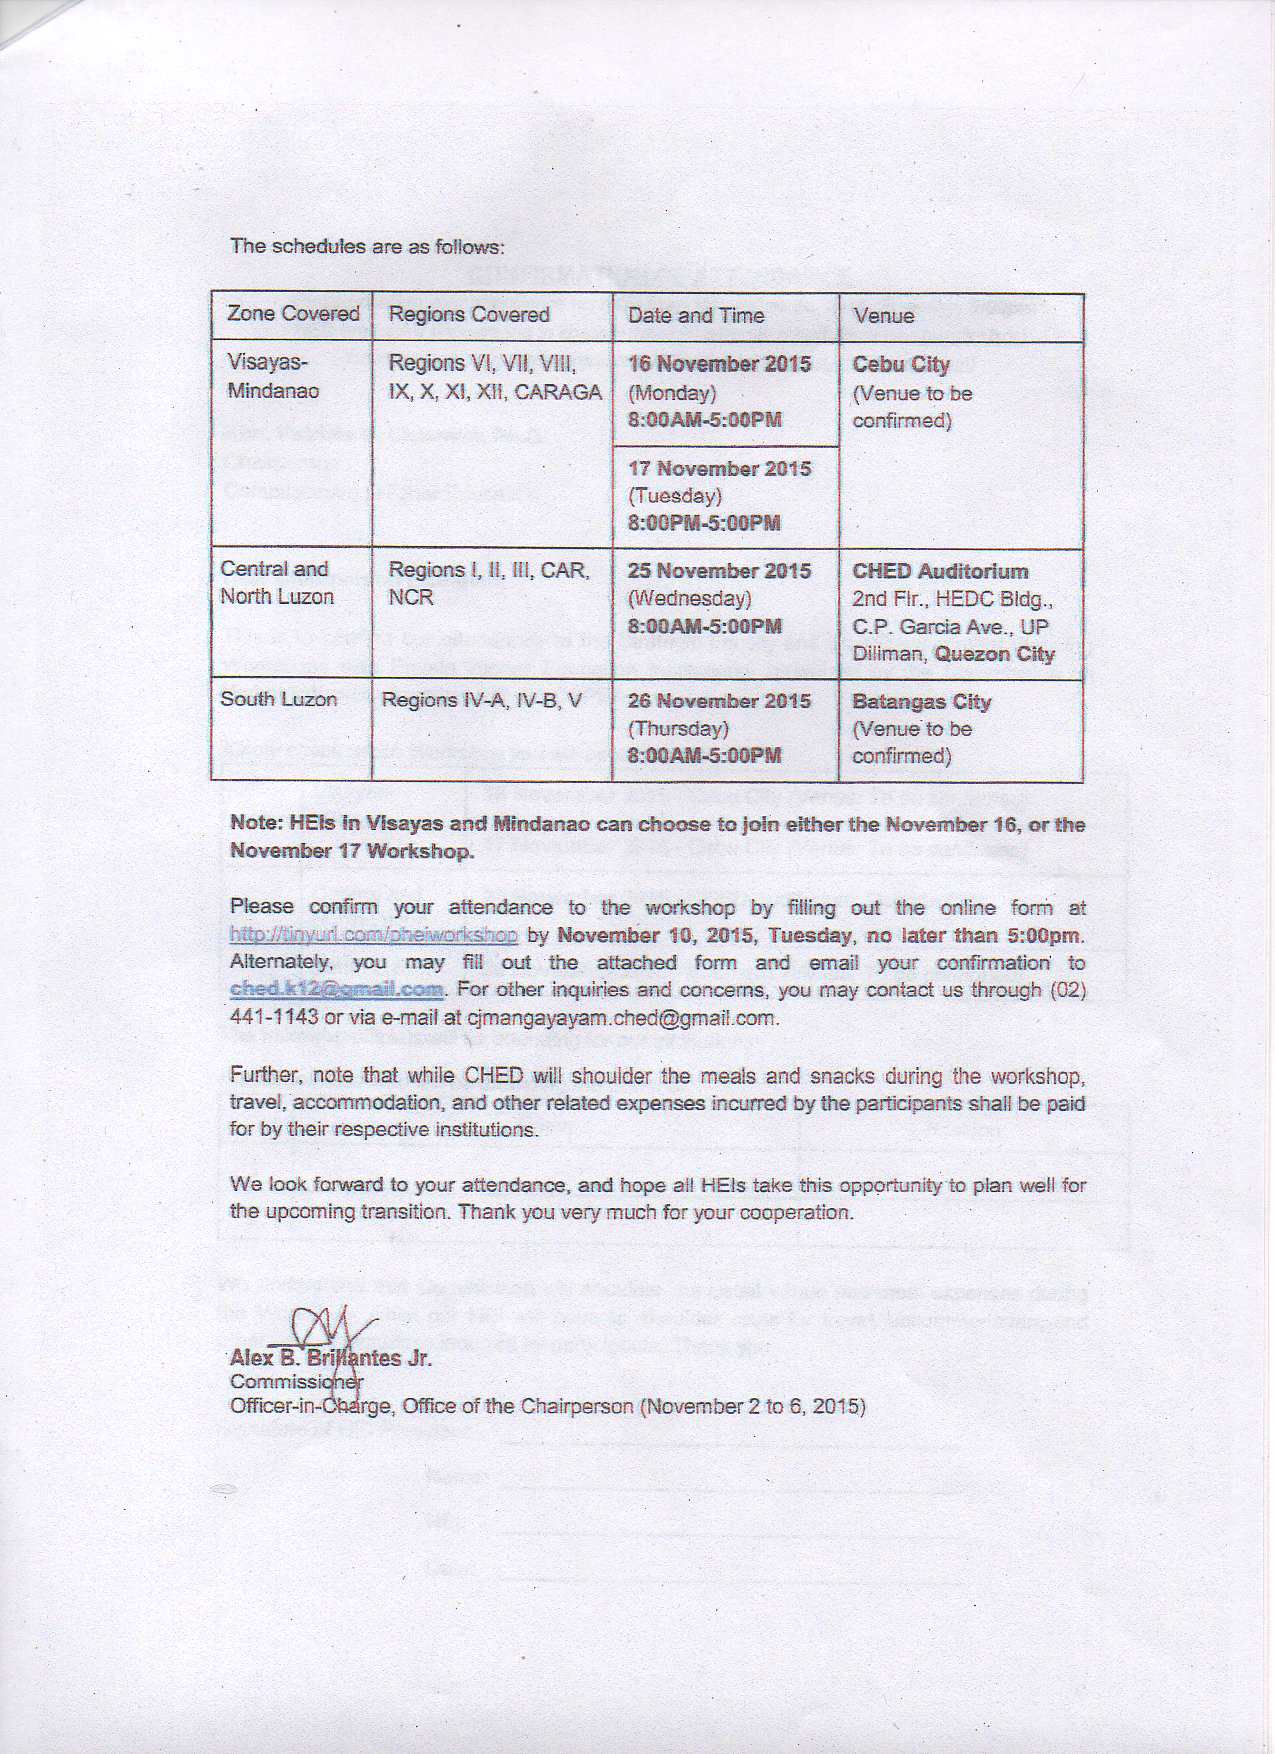 The schedules are as follows:
Zone Covered Regions Covered Date and Time Venue
Visayas-
Mindanao
Regions VI, VII, VIII,
IX, X, XI, XII, CARAGA
16 November 2015
(Monday)
8:00AM-5:00PM
17 November 2015
(Tuesday)
8:00PM-5:00PM
Cebu City
(Venue to be
confirmed)
Central and
North Luzon
Regions I, II, III, CAR,
NCR
25 November 2015
(Wednesday)
8:00AM-5:00PM
CHED Auditorium
2nd Flr., HEDC Bldg.,
C.P. Garcia Ave., UP
Diliman, Quezon City
South Luzon
Regions IV-A, IV-B, V
26 November 2015
(Thursday)
8:00AM-5:00PM
Batangas City
(Venue to be
confirmed)
Note: HEIs in Visayas and Mindanao can choose to join either the November 16, or the
November 17 Workshop.
Please confirm your attendance to the workshop by filling out the online form at
http://tinyurl.com/pheiworkshop by November 10, 2015, Tuesday, no later than 5:00pm.
Alternately, you may fill out the attached form and email your confirmation to
ched.k12@gmail.com. For other inquiries and concerns, you may contact us through (02)
441-1143 or via e-mail at cjmangayayam.ched@gmail.com.
Further, note that while CHED will shoulder the meals and snacks during the workshop,
travel, accommodation, and other related expenses incurred by the participants shall be paid
for by their respective institutions.
We look forward to your attendance, and hope all HEIs take this opportunity to plan well for
the upcoming transition. Thank you very much for your cooperation.
Alex B. Brillantes Jr.
Commissioner
Officer-in-Charge, Office of the Chairperson (November 2 to 6, 2015)